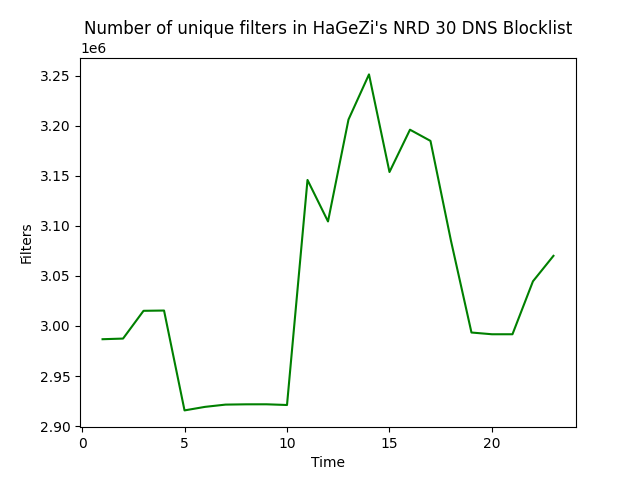 Number of unique filters in HaGeZi's NRD 30 DNS Blocklist
1e6
3.25
3.20
3.15
3.10
3.05
3.00
2.95
2.90
Filters
0 5 10 15 20
Time